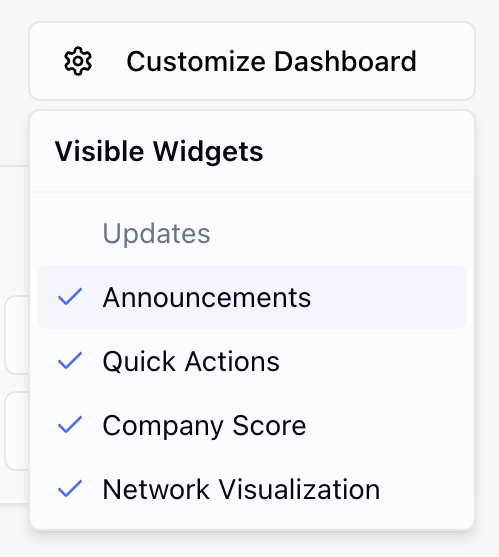 Customize Dashboard
Visible Widgets
Updates
Announcements
Quick Actions
Company Score
Network Visualization